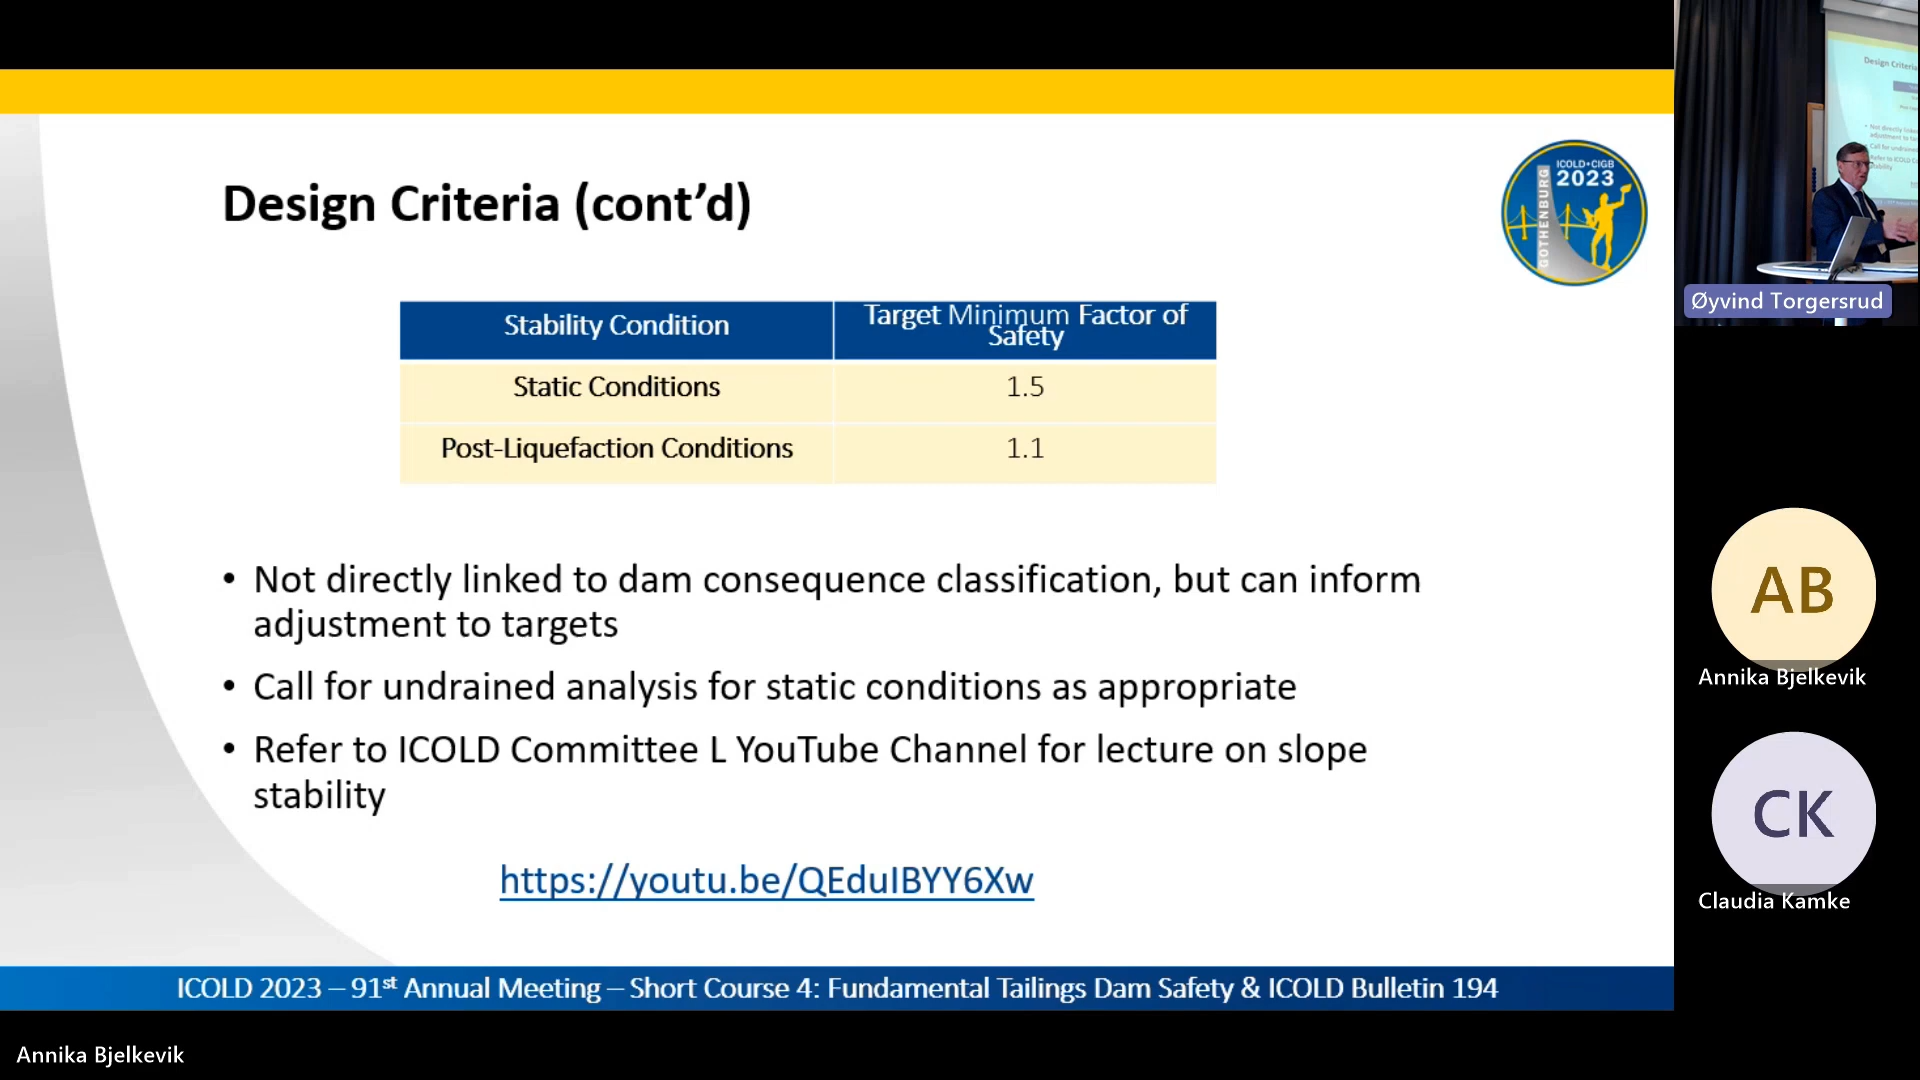 Design Criteria (cont’d)
ICOLD•CIGB
2023
GOTHENBURG
Stability Condition
Target Minimum Factor of
Safety
Static Conditions
1.5
Post-Liquefaction Conditions
1.1
• Not directly linked to dam consequence classification, but can inform
adjustment to targets
• Call for undrained analysis for static conditions as appropriate
• Refer to ICOLD Committee L YouTube Channel for lecture on slope
stability
https://youtu.be/QEduIBYY6Xw
ICOLD 2023 – 91st Annual Meeting – Short Course 4: Fundamental Tailings Dam Safety & ICOLD Bulletin 194
Annika Bjelkevik
Design Criteria
Øyvind Torgersrud
AB
Annika Bjelkevik
CK
Claudia Kamke